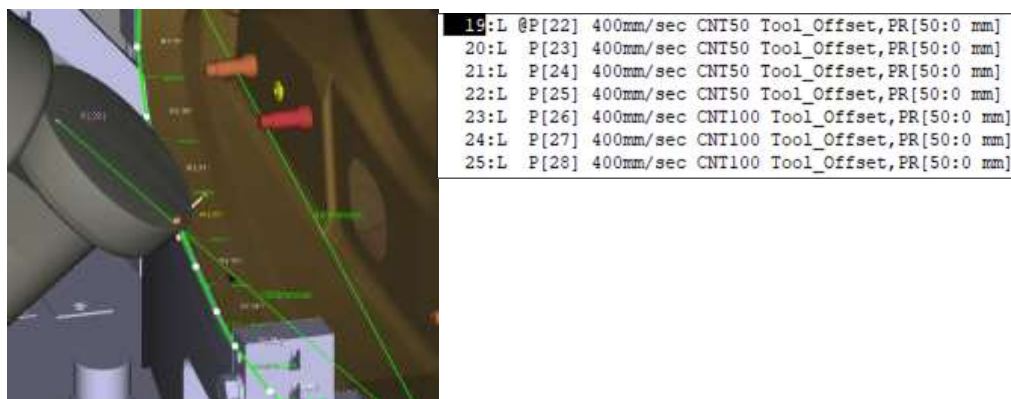 19:L @P[22] 400mm/sec CNT50 Tool_Offset,PR[50:0 mm]
20:L P[23] 400mm/sec CNT50 Tool_Offset,PR[50:0 mm]
21:L P[24] 400mm/sec CNT50 Tool_Offset,PR[50:0 mm]
22:L P[25] 400mm/sec CNT50 Tool_Offset,PR[50:0 mm]
23:L P[26] 400mm/sec CNT100 Tool_Offset,PR[50:0 mm]
24:L P[27] 400mm/sec CNT100 Tool_Offset,PR[50:0 mm]
25:L P[28] 400mm/sec CNT100 Tool_Offset,PR[50:0 mm]